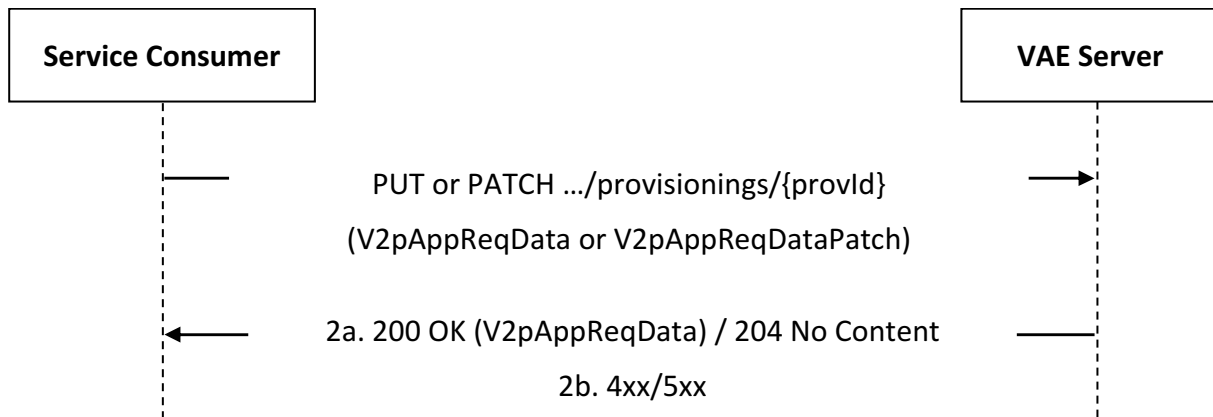 Service Consumer
VAE Server
PUT or PATCH …/provisionings/{provId}
(V2pAppReqData or V2pAppReqDataPatch)
2a. 200 OK (V2pAppReqData) / 204 No Content
2b. 4xx/5xx